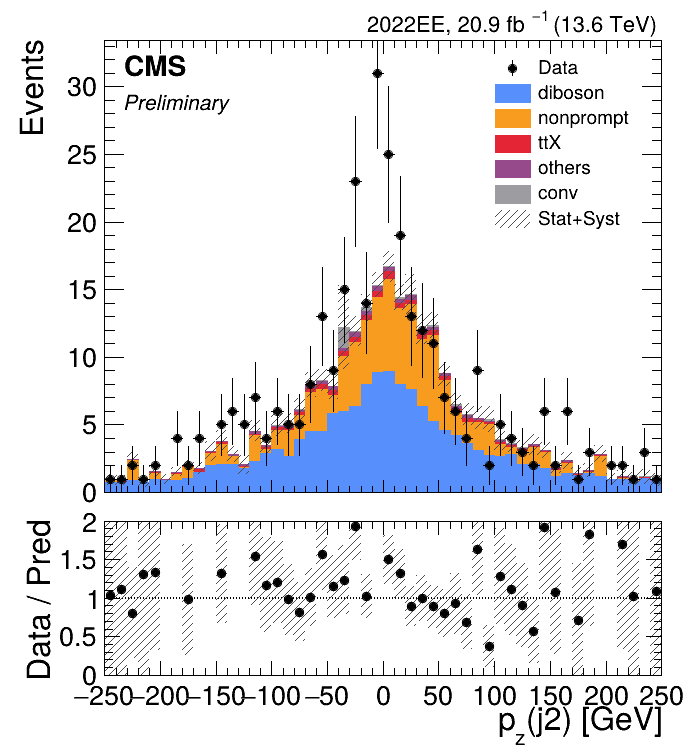 2022EE, 20.9 fb⁻¹ (13.6 TeV)
CMS
Preliminary
Events
Data
diboson
nonprompt
ttX
others
conv
Stat+Syst
30
25
20
15
10
5
0
Data / Pred
2
1.5
1
0.5
0
−250 −200 −150 −100 −50 0 50 100 150 200 250
p_z(j2) [GeV]